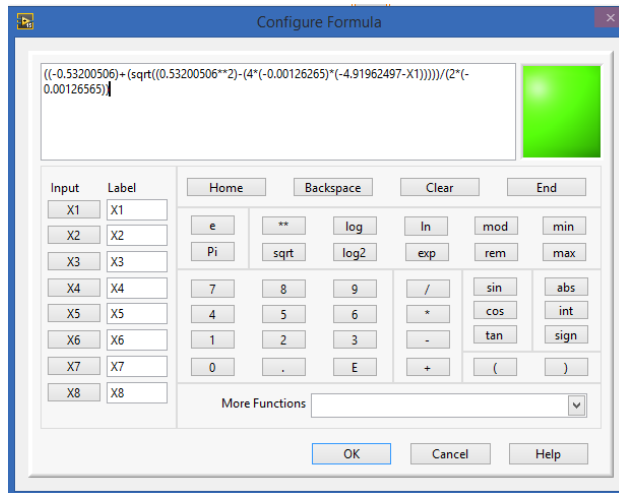 Configure Formula
((-0.53200506)+(sqrt((0.53200506**2)-(4*(-0.00126265)*(-4.91962497-X1)))))/(2*(-
0.00126565))
Input Label
Home Backspace Clear End
X1 X1
e ** log ln mod min
X2 X2
Pi sqrt log2 exp rem max
X3 X3
X4 X4
7 8 9 / sin abs
X5 X5
4 5 6 * cos int
X6 X6
1 2 3 - tan sign
X7 X7
0 . E + ( )
X8 X8
More Functions
OK Cancel Help